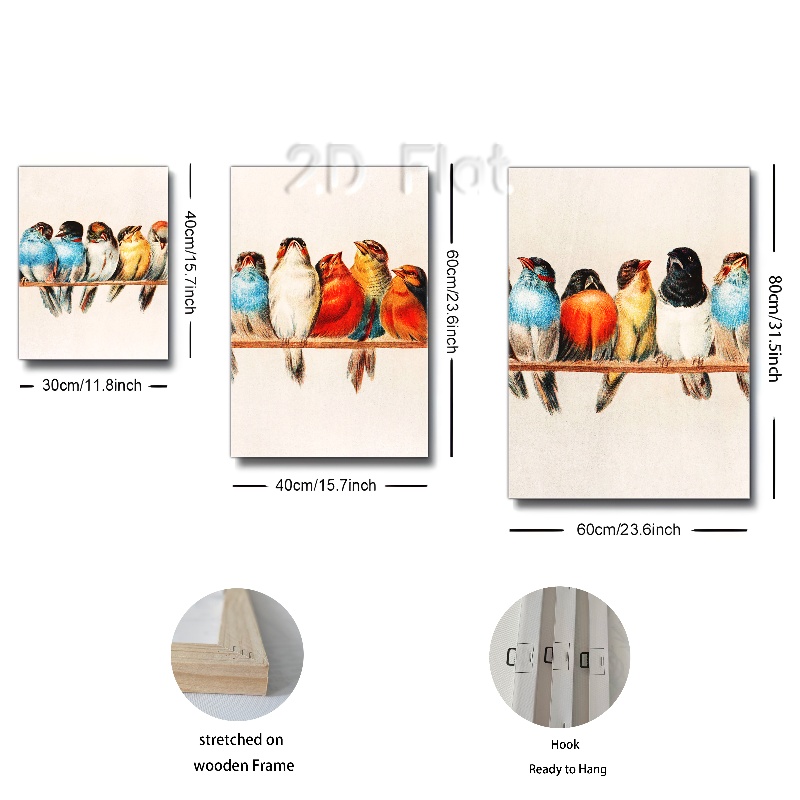 2D Flat
40cm/15.7inch
30cm/11.8inch
60cm/23.6inch
40cm/15.7inch
80cm/31.5inch
60cm/23.6inch
stretched on
wooden Frame
Hook
Ready to Hang